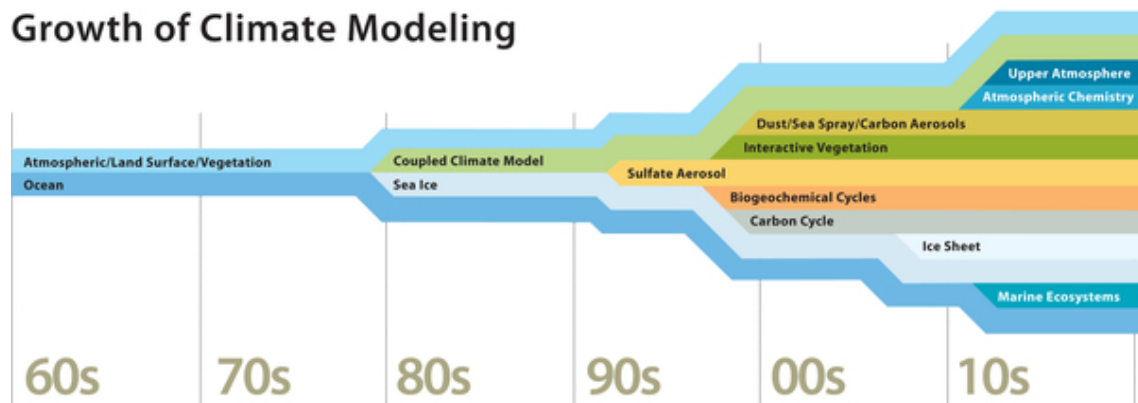 Growth of Climate Modeling
Upper Atmosphere
Atmospheric Chemistry
Dust/Sea Spray/Carbon Aerosols
Interactive Vegetation
Atmospheric/Land Surface/Vegetation
Coupled Climate Model
Sulfate Aerosol
Ocean
Sea Ice
Biogeochemical Cycles
Carbon Cycle
Ice Sheet
Marine Ecosystems
60s 70s 80s 90s 00s 10s